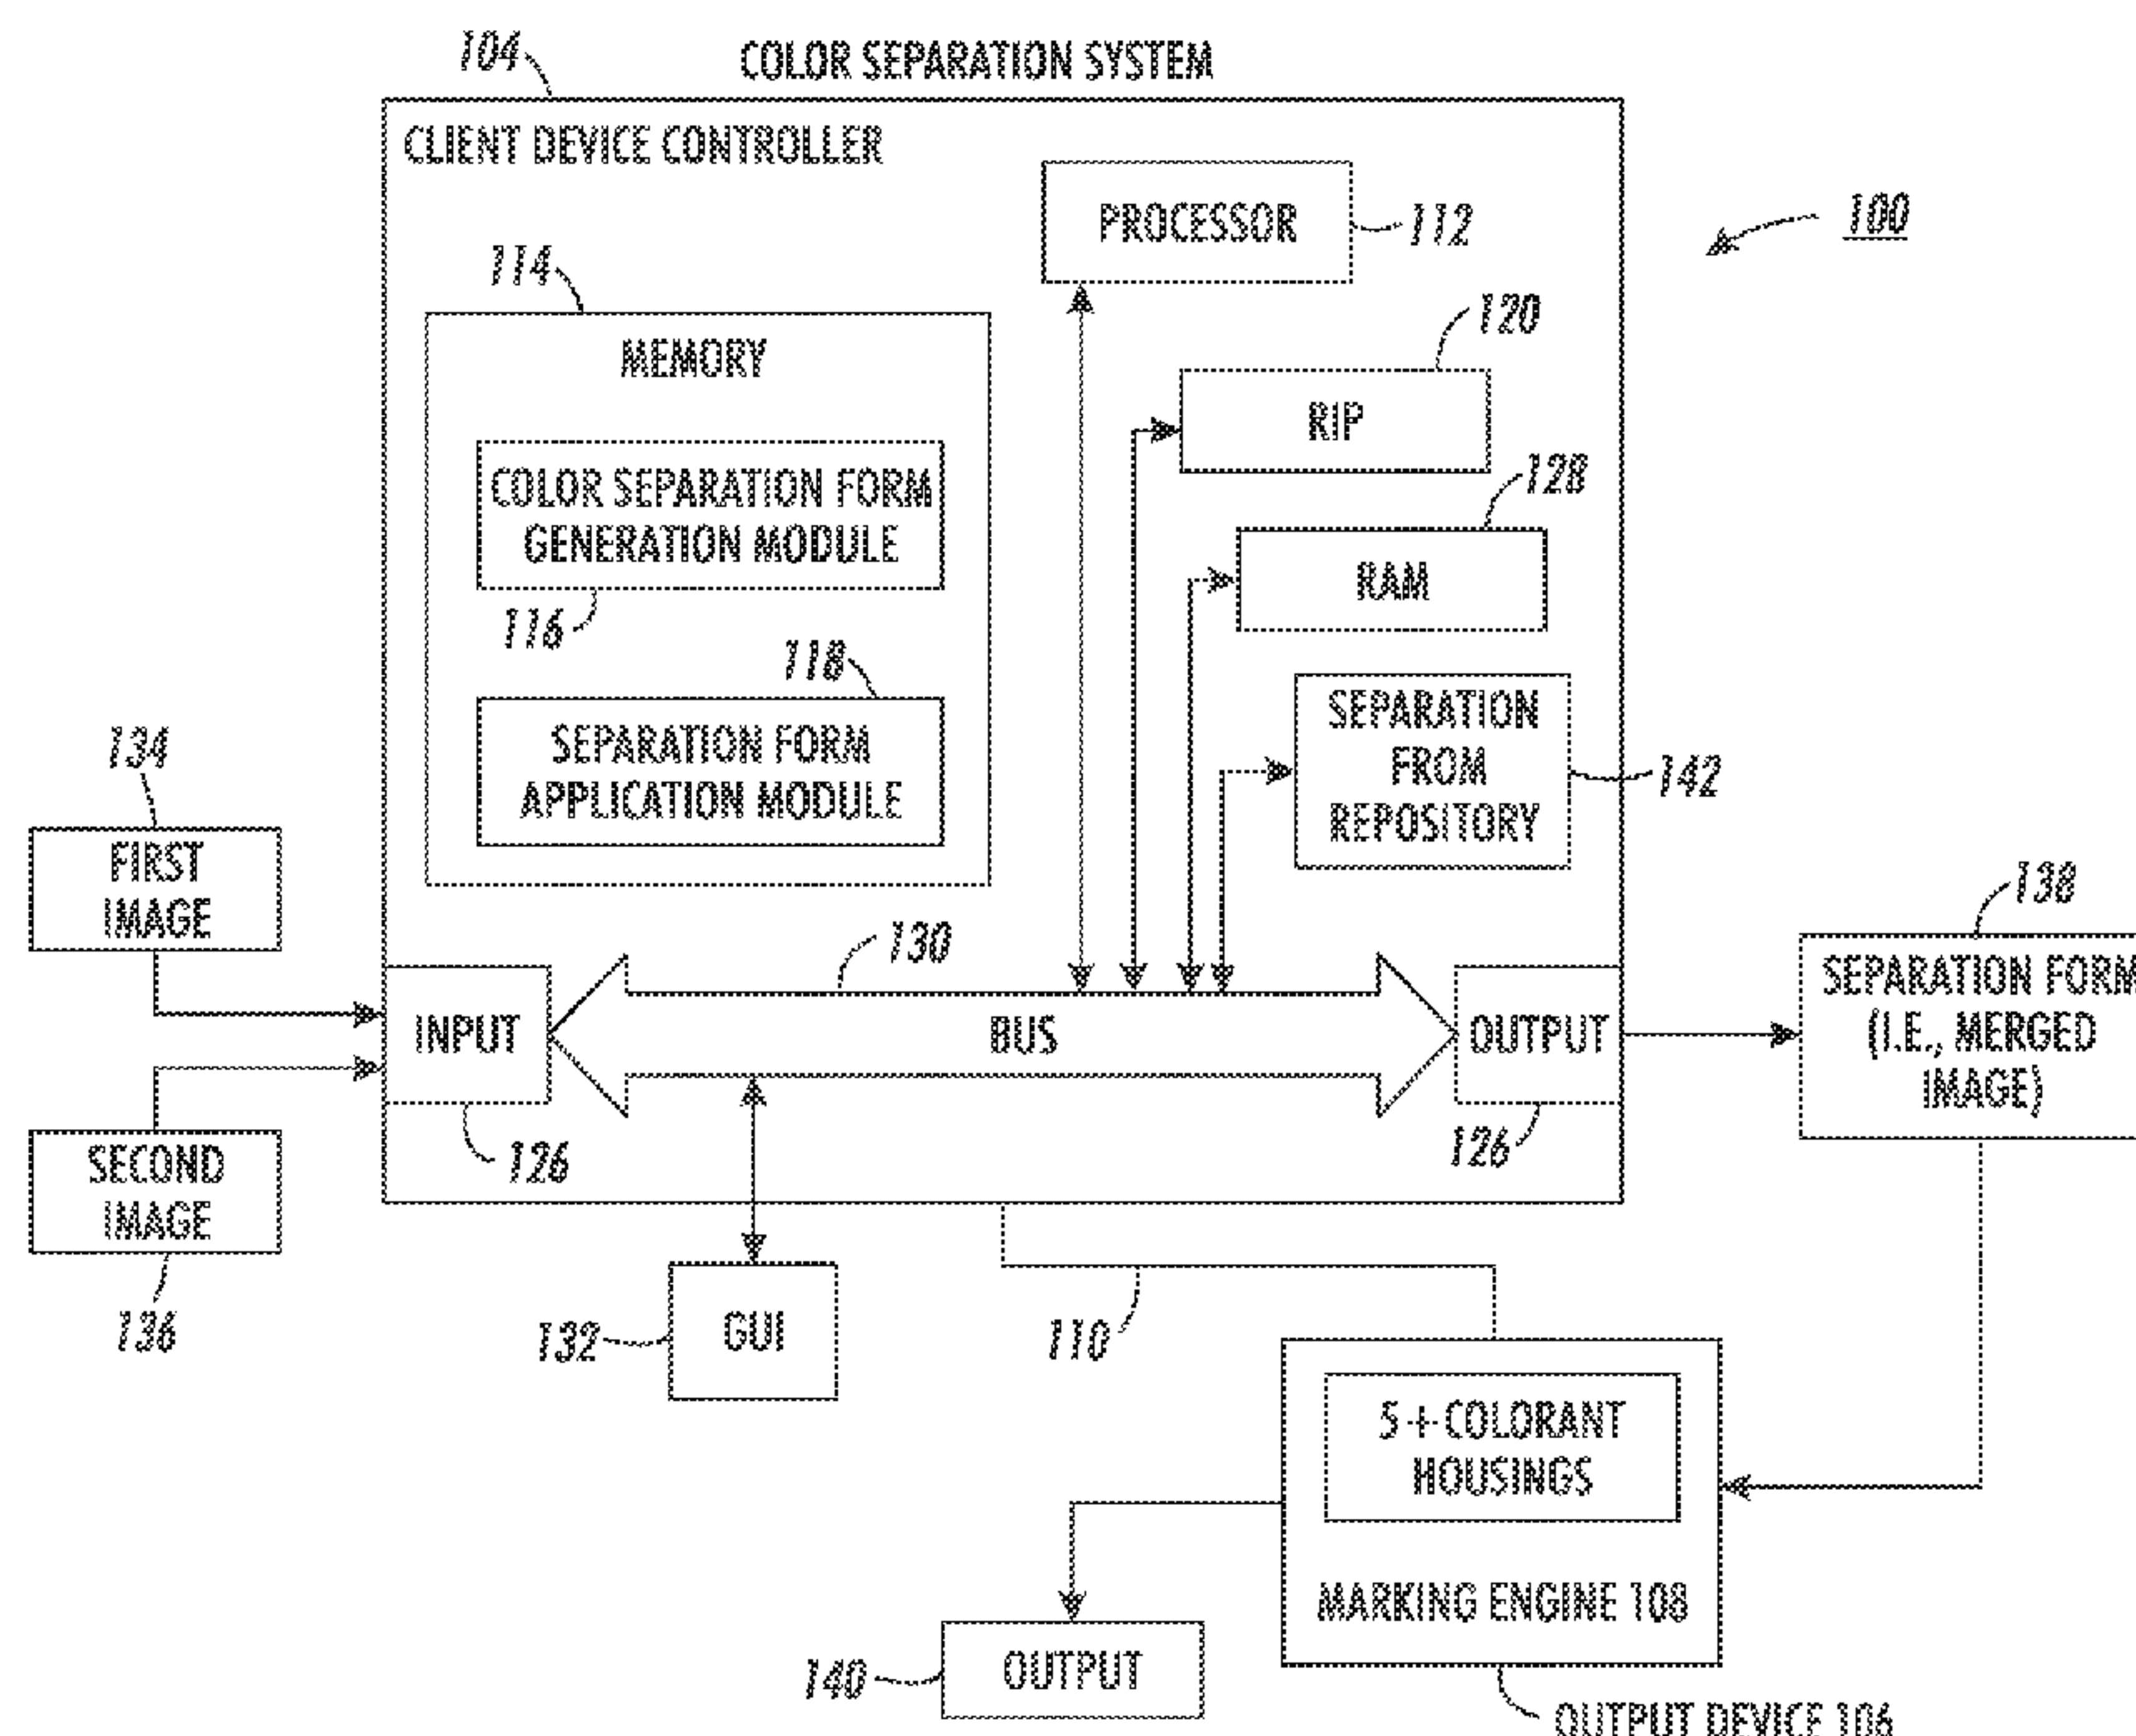 104
COLOR SEPARATION SYSTEM
CLIENT DEVICE CONTROLLER
PROCESSOR
112
100
114
MEMORY
120
RIP
COLOR SEPARATION FORM
GENERATION MODULE
116
128
RAM
118
SEPARATION FORM
APPLICATION MODULE
SEPARATION
FROM
REPOSITORY
142
134
FIRST
IMAGE
130
138
INPUT
BUS
OUTPUT
SEPARATION FORM
(I.E., MERGED
IMAGE)
126
126
SECOND
IMAGE
136
132
GUI
110
5+COLORANT
HOUSINGS
MARKING ENGINE 108
140
OUTPUT
OUTPUT DEVICE 106